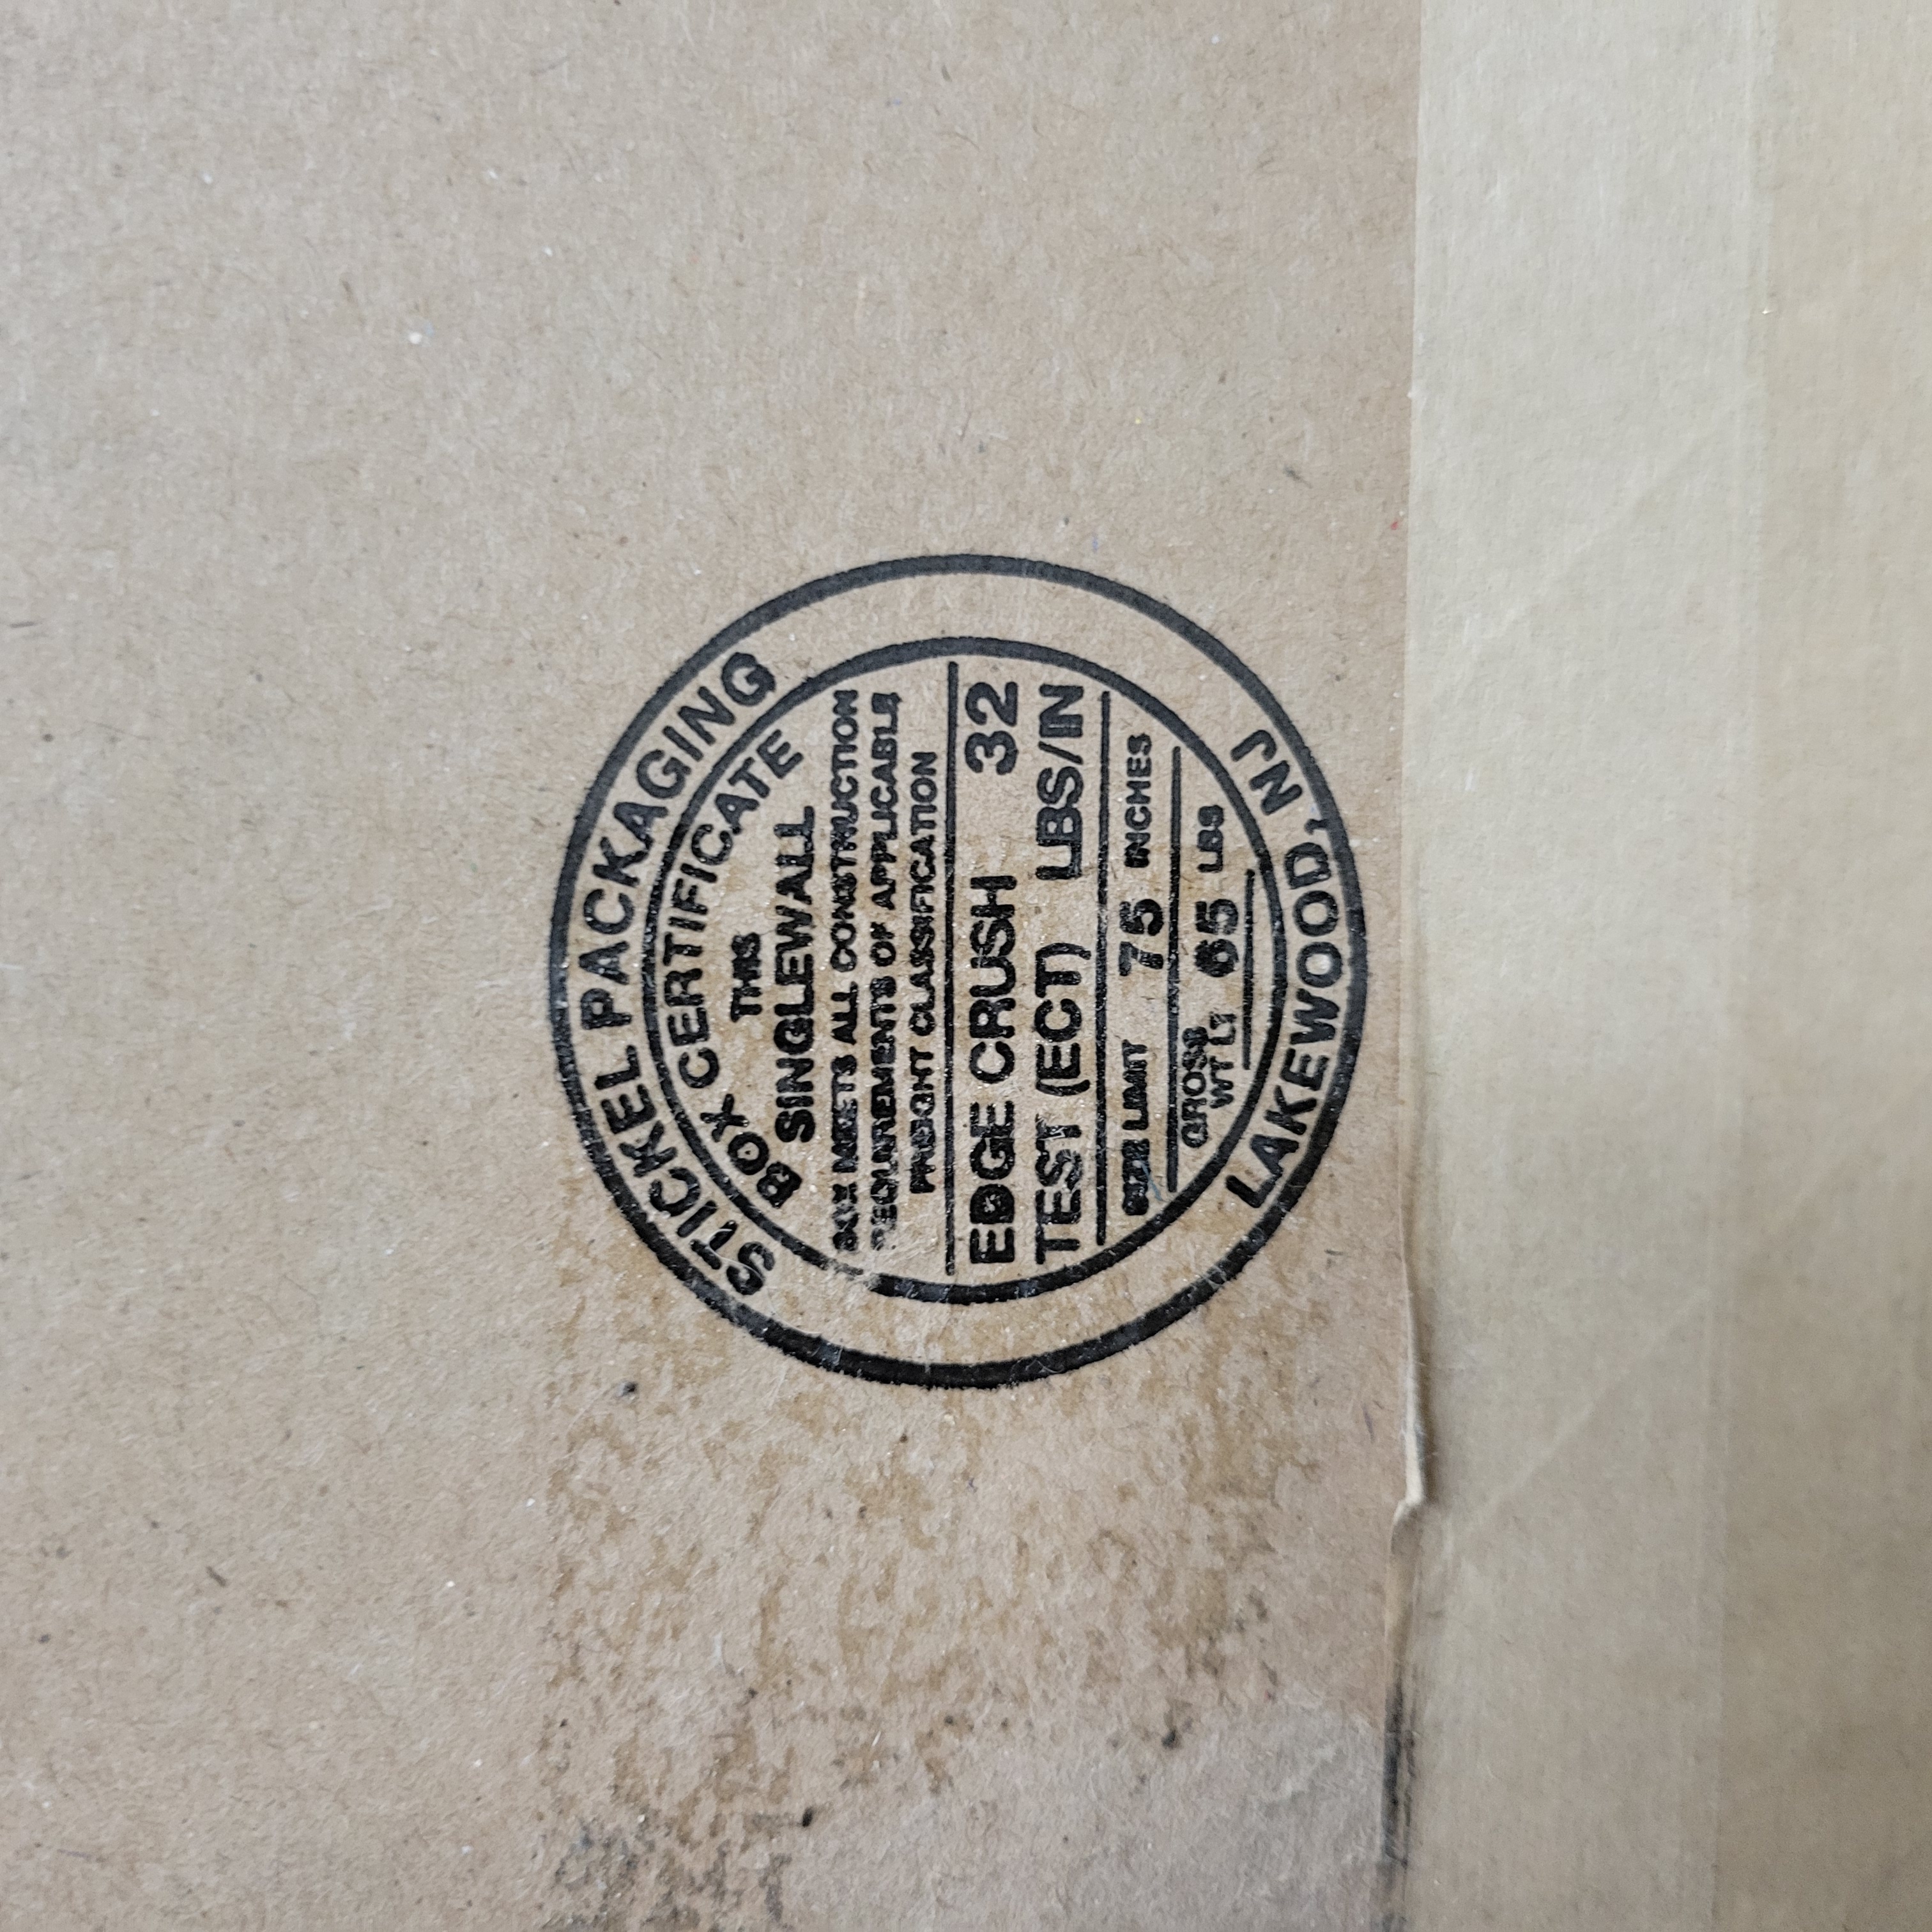 STICKEL PACKAGING
BOX CERTIFICATE
THIS
SINGLEWALL
BOX MEETS ALL CONSTRUCTION
REQUIREMENTS OF APPLICABLE
FREIGHT CLASSIFICATION
EDGE CRUSH 32
TEST (ECT) LBS/IN
SIZE LIMIT 75 INCHES
GROSS
WT LT 65 LBS
LAKEWOOD, NJ